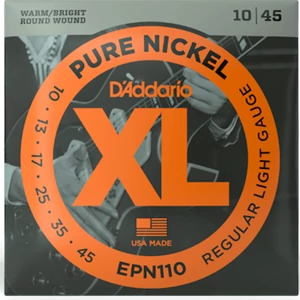 WARM/BRIGHT
ROUND WOUND
10/45
PURE NICKEL
D'Addario
XL
10 · 13 · 17 · 25 · 35 · 45
USA MADE
EPN110
REGULAR LIGHT GAUGE